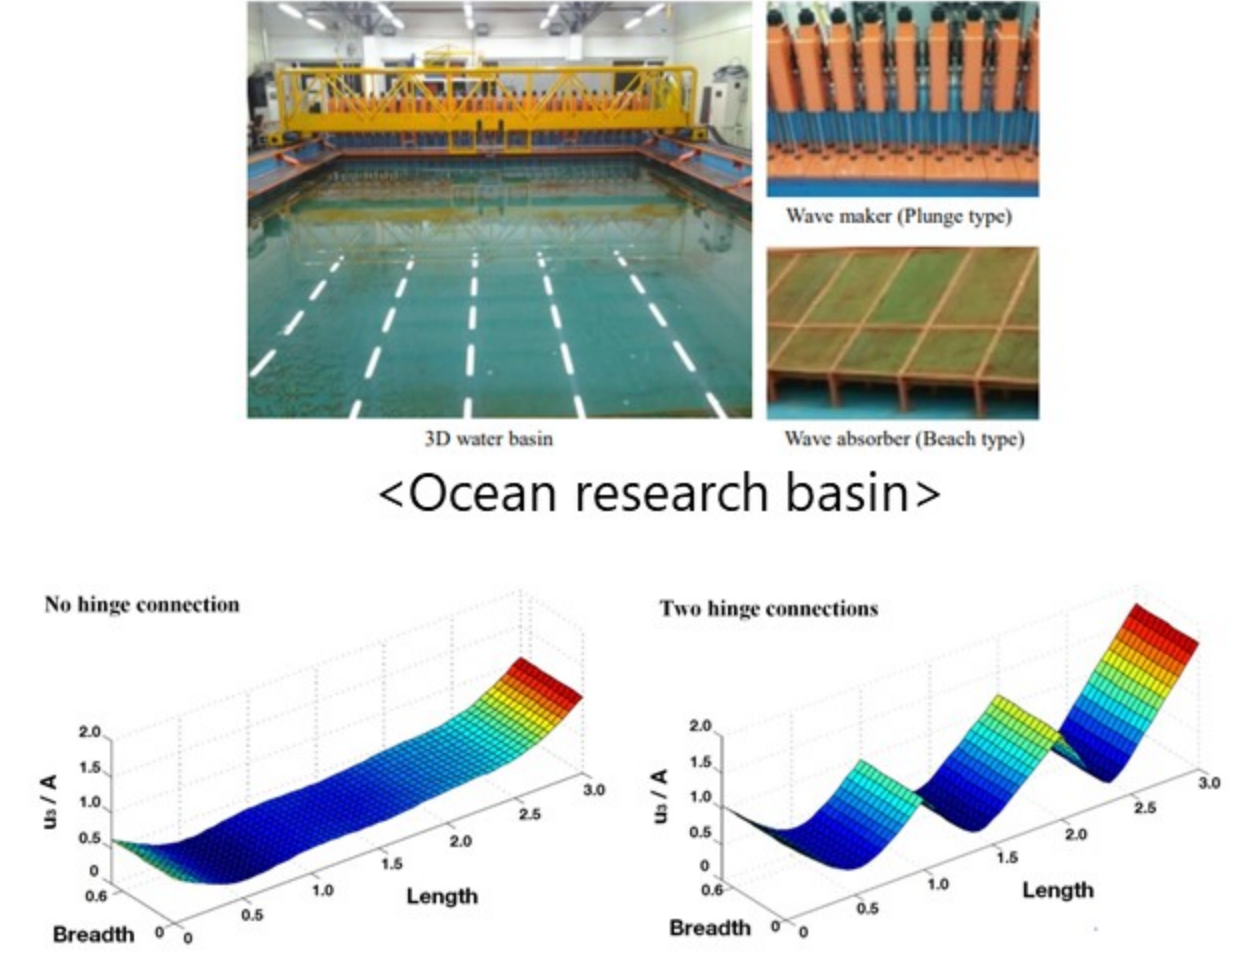 Wave maker (Plunge type)
3D water basin
Wave absorber (Beach type)
<Ocean research basin>
No hinge connection
2.0
1.5
1.0
0.5
0
0.6
0
u₃ / A
Breadth
0
0.5
1.0
1.5
2.0
2.5
3.0
Length
Two hinge connections
2.0
1.5
1.0
0.5
0
0.6
0
u₃ / A
Breadth
0
0.5
1.0
1.5
2.0
2.5
3.0
Length